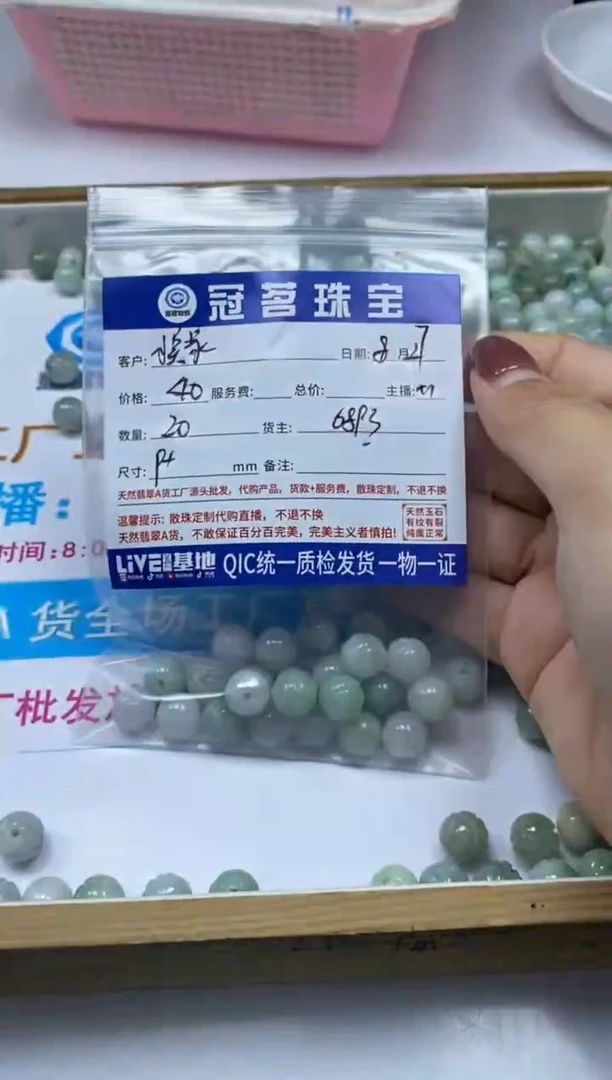 冠茗珠宝
客户: 日期: 8月27
价格: 40 服务费: 总价: 主播:
数量: 20 货主: 68P3
尺寸: mm 备注:
天然翡翠A货工厂源头批发，代购产品，货款+服务费，散珠定制，不退不换
温馨提示: 散珠定制代购直播，不退不换
天然翡翠A货，不敢保证百分百完美，完美主义者慎拍!
天然玉石
有纹有裂
纯属正常
LiVE 基地 QIC统一质检发货一物一证
播:
时间: 8:0
A 货全场工厂
厂批发